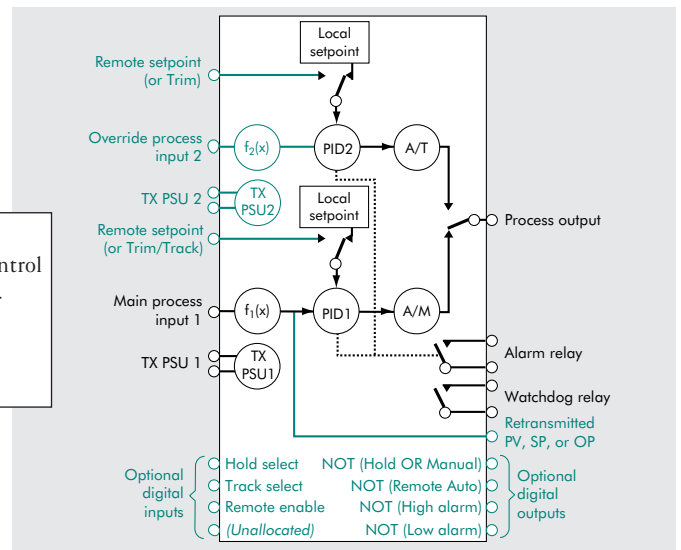 Local
setpoint
Remote setpoint
(or Trim)
Override process
input 2
f₂(x)
PID2
A/T
TX PSU 2
TX
PSU2
Local
setpoint
Process output
Remote setpoint
(or Trim/Track)
ntrol
Main process
input 1
f₁(x)
PID1
A/M
TX PSU 1
TX
PSU1
Alarm relay
Watchdog relay
Retransmitted
PV, SP, or OP
Optional
digital
inputs
Hold select
Track select
Remote enable
(Unallocated)
NOT (Hold OR Manual)
NOT (Remote Auto)
NOT (High alarm)
NOT (Low alarm)
Optional
digital
outputs